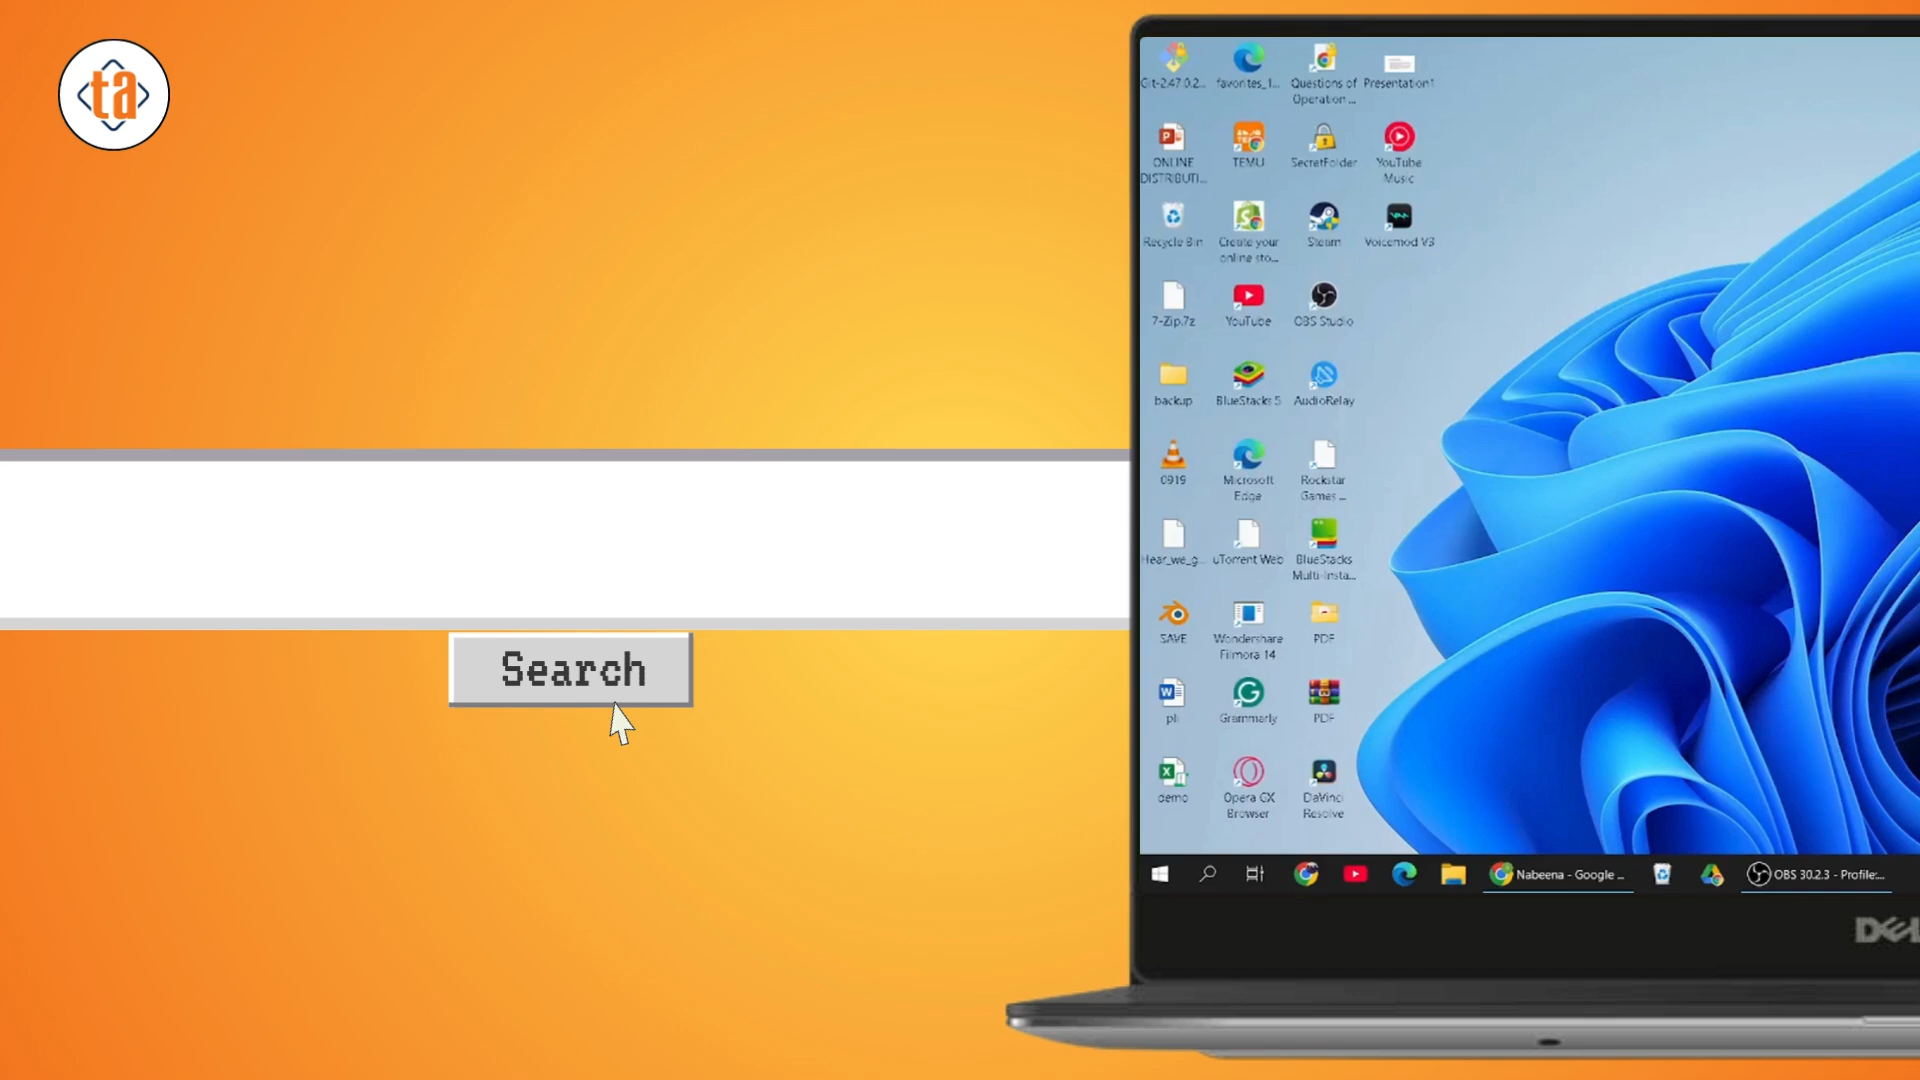 ta
Git-2.47.0.2...
favorites_1...
Questions of
Operation ...
Presentation1
ONLINE
DISTRIBUTI...
TEMU
SecretFolder
YouTube
Music
Recycle Bin
Create your
online sto...
Steam
Voicemod V3
7-Zip.7z
YouTube
OBS Studio
backup
BlueStacks 5
AudioRelay
0919
Microsoft
Edge
Rockstar
Games ...
Hear_we_g...
uTorrent Web
BlueStacks
Multi-Insta...
SAVE
Wondershare
Filmora 14
PDF
Search
Grammarly
PDF
demo
Opera GX
Browser
DaVinci
Resolve
Nabeena - Google ...
OBS 30.2.3 - Profile:...
DELL